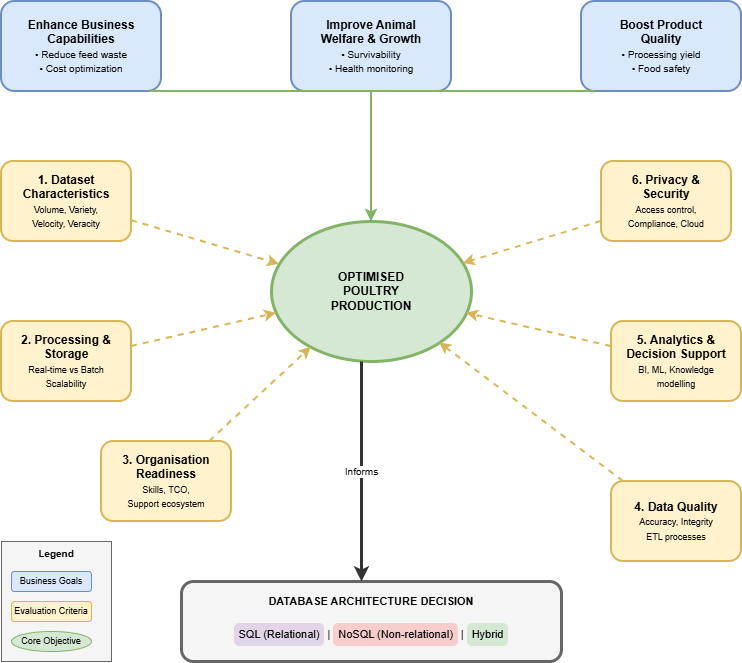 Enhance Business
Capabilities
• Reduce feed waste
• Cost optimization
Improve Animal
Welfare & Growth
• Survivability
• Health monitoring
Boost Product
Quality
• Processing yield
• Food safety
1. Dataset
Characteristics
Volume, Variety,
Velocity, Veracity
6. Privacy &
Security
Access control,
Compliance, Cloud
OPTIMISED
POULTRY
PRODUCTION
2. Processing &
Storage
Real-time vs Batch
Scalability
5. Analytics &
Decision Support
BI, ML, Knowledge
modelling
3. Organisation
Readiness
Skills, TCO,
Support ecosystem
4. Data Quality
Accuracy, Integrity
ETL processes
Informs
Legend
Business Goals
Evaluation Criteria
Core Objective
DATABASE ARCHITECTURE DECISION
SQL (Relational) | NoSQL (Non-relational) | Hybrid